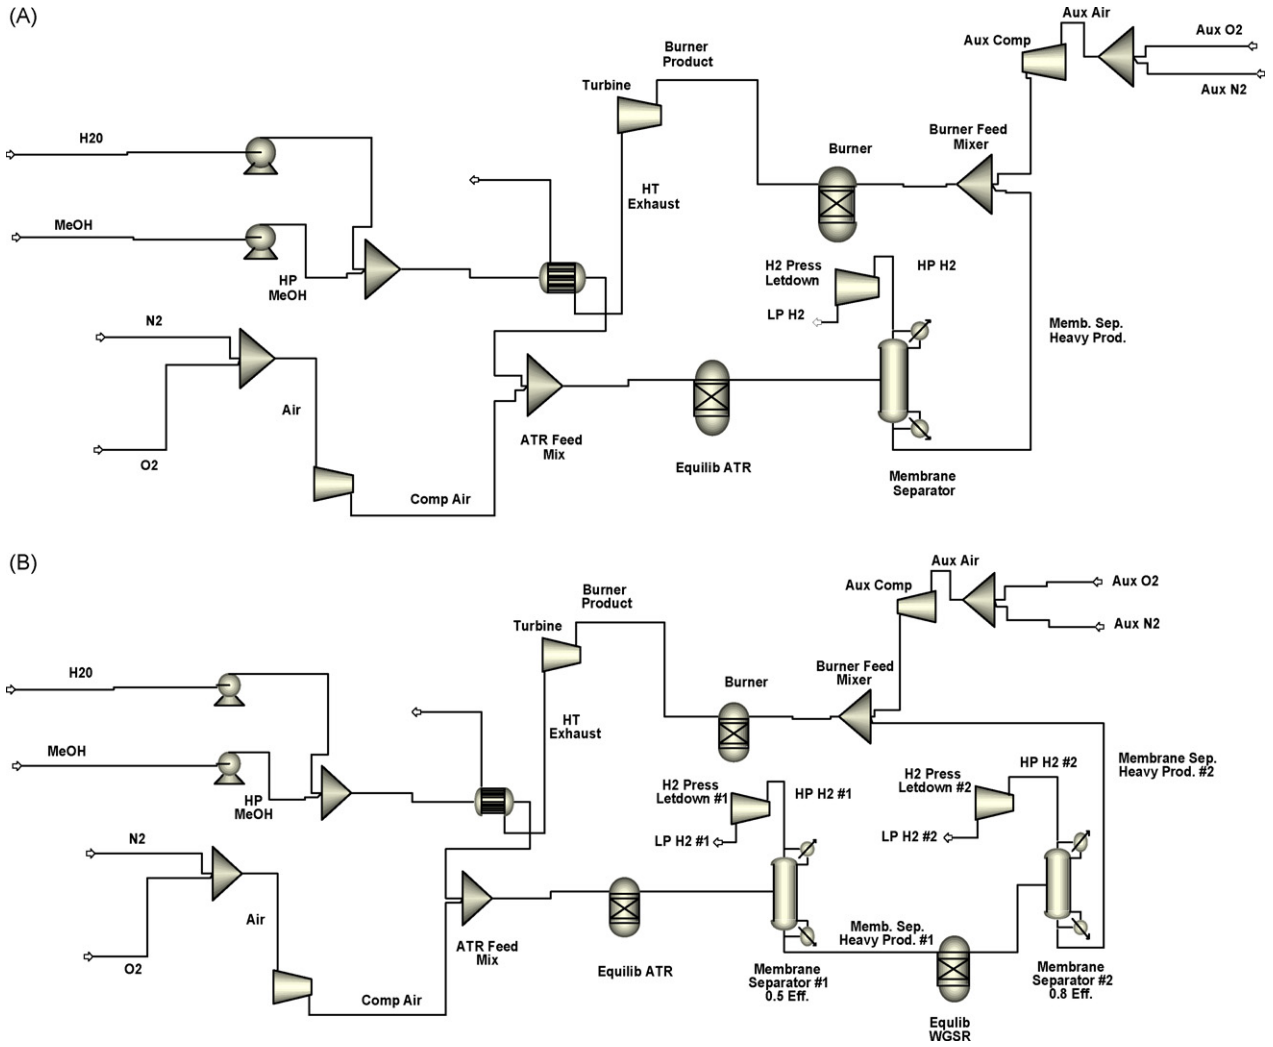 (A)
Aux Air
Aux O2
Aux Comp
Aux N2
Burner
Product
Turbine
H20
Burner Feed
Mixer
Burner
HT
Exhaust
MeOH
HP
MeOH
H2 Press
Letdown
HP H2
LP H2
N2
Memb. Sep.
Heavy Prod.
Air
ATR Feed
Mix
O2
Equilib ATR
Membrane
Separator
Comp Air
(B)
Aux Air
Aux O2
Aux Comp
Aux N2
Burner
Product
Turbine
H20
Burner Feed
Mixer
Burner
HT
Exhaust
MeOH
Membrane Sep.
Heavy Prod. #2
HP H2 #2
H2 Press
Letdown #2
H2 Press
Letdown #1
HP H2 #1
HP
MeOH
N2
LP H2 #1
LP H2 #2
Air
Memb. Sep.
Heavy Prod. #1
ATR Feed
Mix
O2
Equilib ATR
Membrane
Separator #1
0.5 Eff.
Membrane
Separator #2
0.8 Eff.
Comp Air
Equlib
WGSR